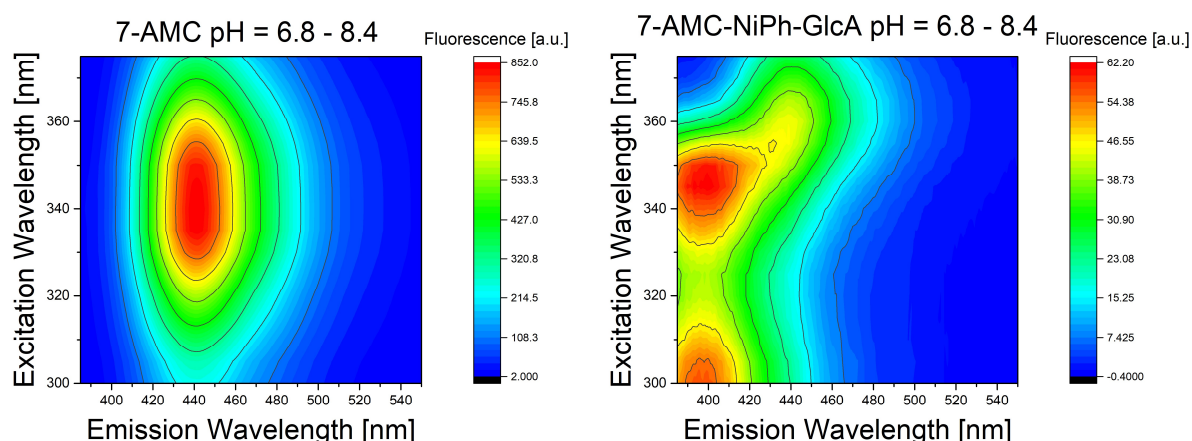 7-AMC pH = 6.8 - 8.4
Fluorescence [a.u.]
Excitation Wavelength [nm]
360
340
320
300
400 420 440 460 480 500 520 540
Emission Wavelength [nm]
852.0
745.8
639.5
533.3
427.0
320.8
214.5
108.3
2.000
7-AMC-NiPh-GlcA pH = 6.8 - 8.4
Fluorescence [a.u.]
Excitation Wavelength [nm]
360
340
320
300
400 420 440 460 480 500 520 540
Emission Wavelength [nm]
62.20
54.38
46.55
38.73
30.90
23.08
15.25
7.425
-0.4000